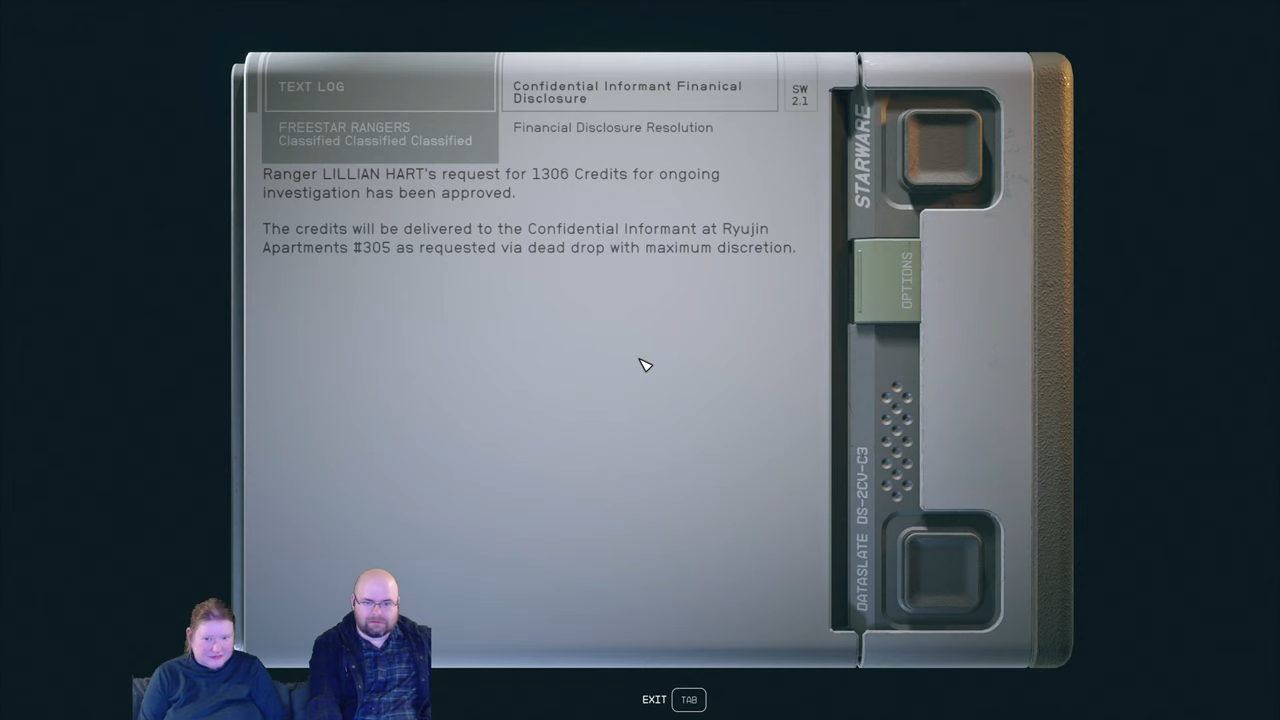 TEXT LOG
Confidential Informant Finanical
Disclosure
SW
2.1
FREESTAR RANGERS
Classified Classified Classified
Financial Disclosure Resolution
Ranger LILLIAN HART's request for 1306 Credits for ongoing
investigation has been approved.
The credits will be delivered to the Confidential Informant at Ryujin
Apartments #305 as requested via dead drop with maximum discretion.
STARWARE
OPTIONS
DATASLATE DS-2CV-C3
EXIT TAB